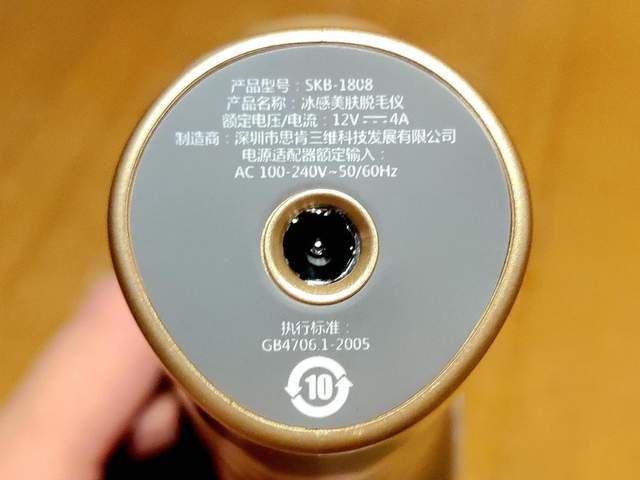 产品型号：SKB-1808
产品名称：冰感美肤脱毛仪
额定电压/电流：12V⎓4A
制造商：深圳市思肯三维科技发展有限公司
电源适配器额定输入：
AC 100-240V~50/60Hz
执行标准：
GB4706.1-2005
10